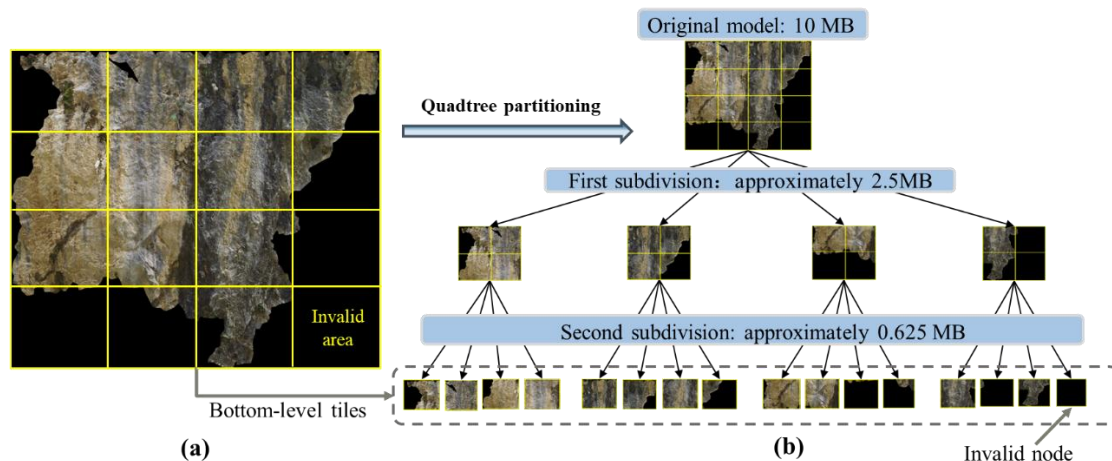 Original model: 10 MB
Quadtree partitioning
First subdivision: approximately 2.5MB
Invalid
area
Second subdivision: approximately 0.625 MB
Bottom-level tiles
(a)
(b)
Invalid node